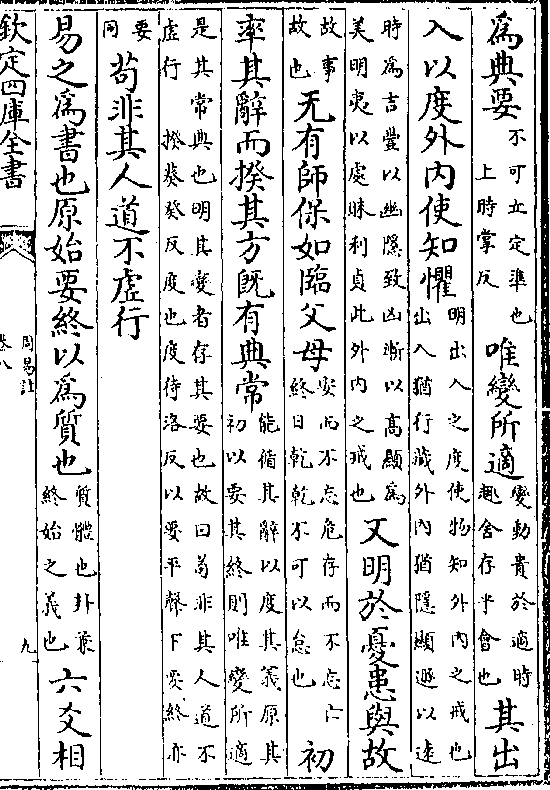 爲典要不可立定準也上時掌反唯變所適變動貴於適時趣舍存乎會也其出
入以度外内使知懼明出入之度使物知外内之戒也出入猶行藏外内猶隱顯遯以遠
時爲吉豐以幽隱致凶漸以高顯爲美明夷以處昧利貞此外内之戒也又明於憂患與故
故事故也无有師保如臨父母安而不忘危存而不忘亡終日乾乾不可以怠也初
率其辭而揆其方旣有典常能循其辭以度其義原其初以要其終則唯變所適
是其常典也明其變者存其要也故曰苟非其人道不虛行揆葵癸反度也度待洛反以要平聲下要終亦
要同苟非其人道不虛行
易之爲書也原始要終以爲質也質體也卦兼終始之義也六爻相
欽定四庫全書
周易註
卷八
九